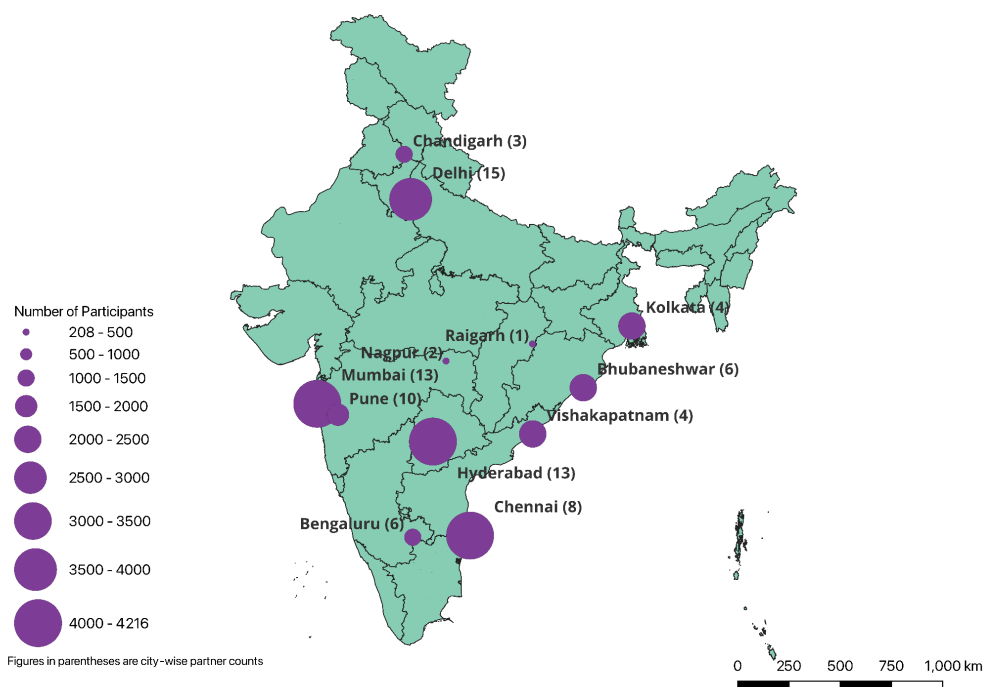 Chandigarh (3)
Delhi (15)
Kolkata (4)
Raigarh (1)
Nagpur (2)
Bhubaneshwar (6)
Mumbai (13)
Pune (10)
Vishakapatnam (4)
Hyderabad (13)
Chennai (8)
Bengaluru (6)
Number of Participants
208 - 500
500 - 1000
1000 - 1500
1500 - 2000
2000 - 2500
2500 - 3000
3000 - 3500
3500 - 4000
4000 - 4216
Figures in parentheses are city-wise partner counts
0 250 500 750 1,000 km